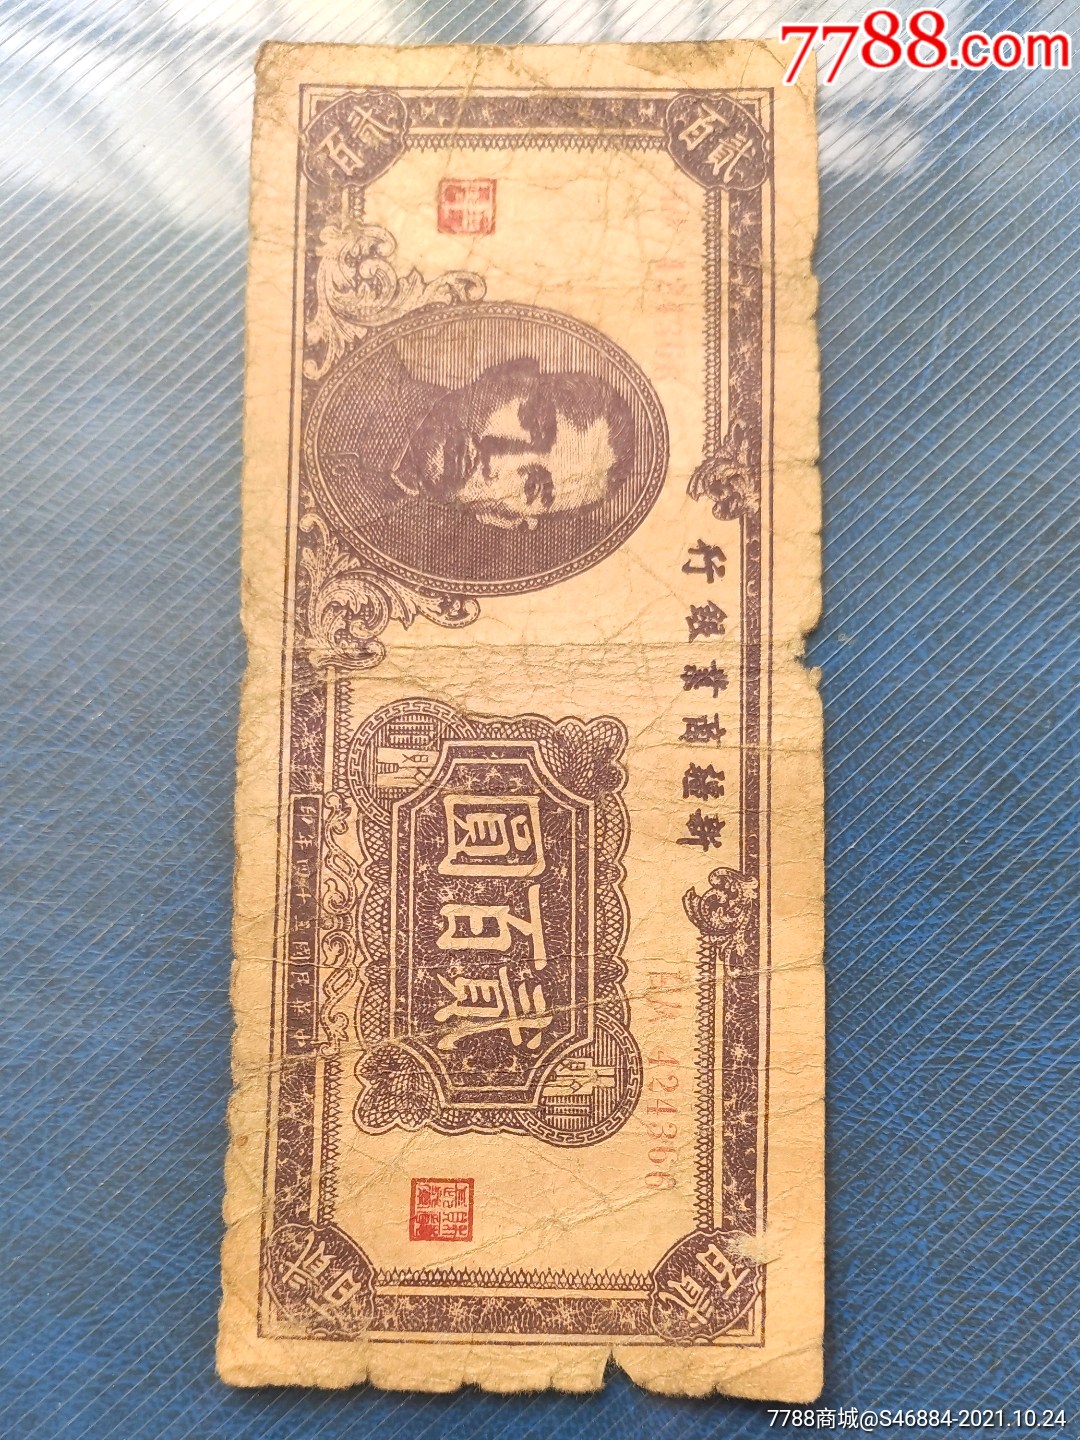 7788.com
新疆商業銀行
貳百
貳百
424366
貳百圓
貳百
貳百
中華民國三十四年印
7788商城@S46884-2021.10.24